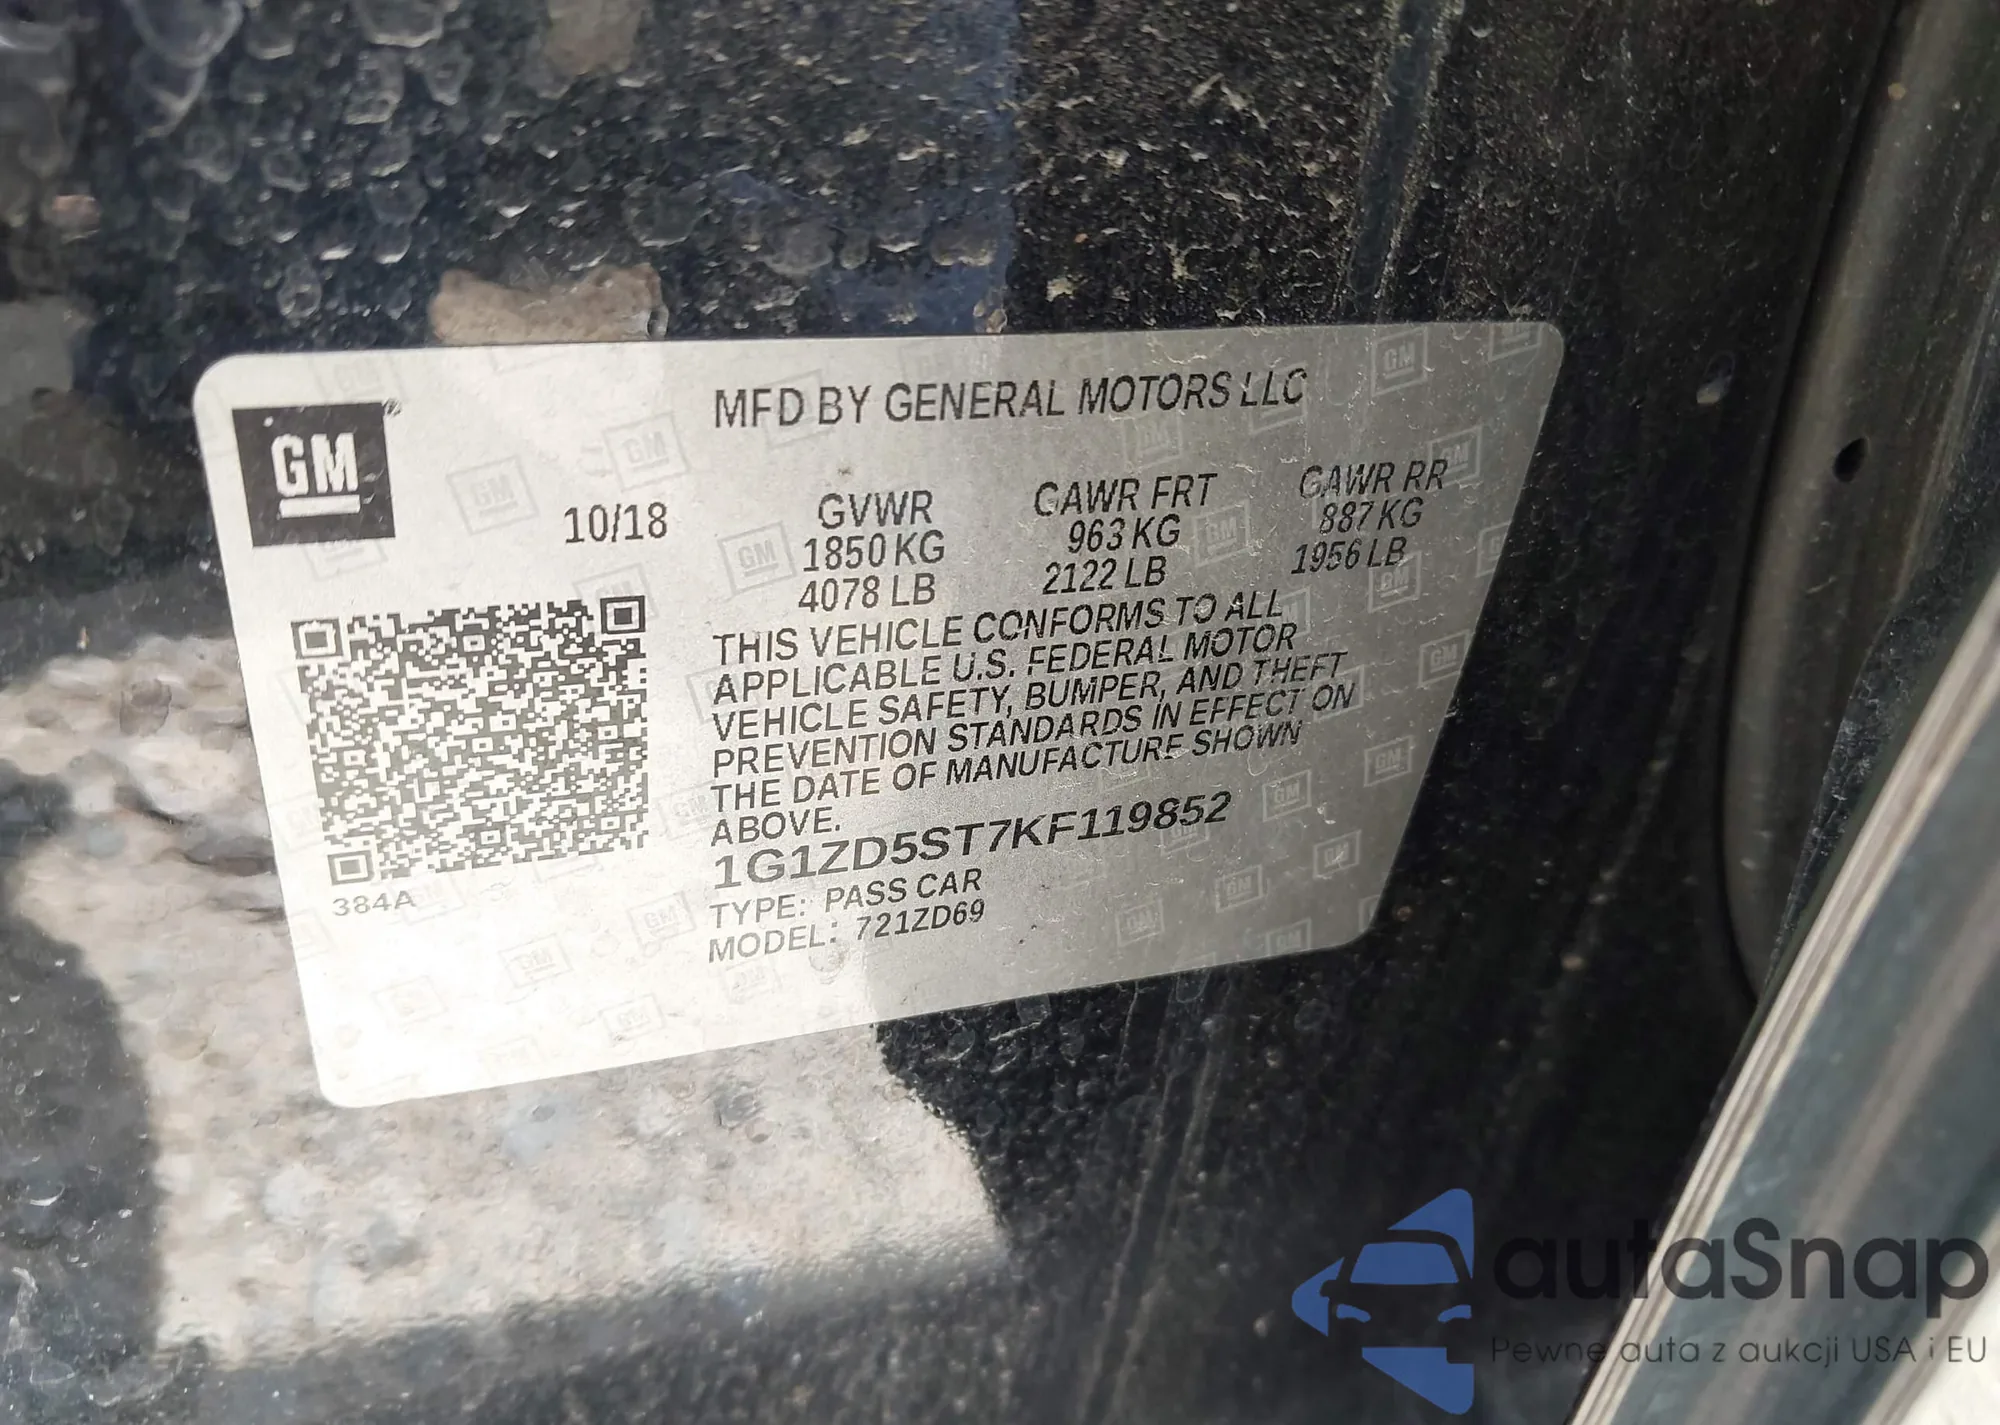 GM
MFD BY GENERAL MOTORS LLC
10/18
GVWR
1850 KG
4078 LB
GAWR FRT
963 KG
2122 LB
GAWR RR
887 KG
1956 LB
THIS VEHICLE CONFORMS TO ALL
APPLICABLE U.S. FEDERAL MOTOR
VEHICLE SAFETY, BUMPER, AND THEFT
PREVENTION STANDARDS IN EFFECT ON
THE DATE OF MANUFACTURE SHOWN
ABOVE.
1G1ZD5ST7KF119852
TYPE: PASS CAR
MODEL: 721ZD69
384A
autaSnap
Pewne auta z aukcji USA i EU